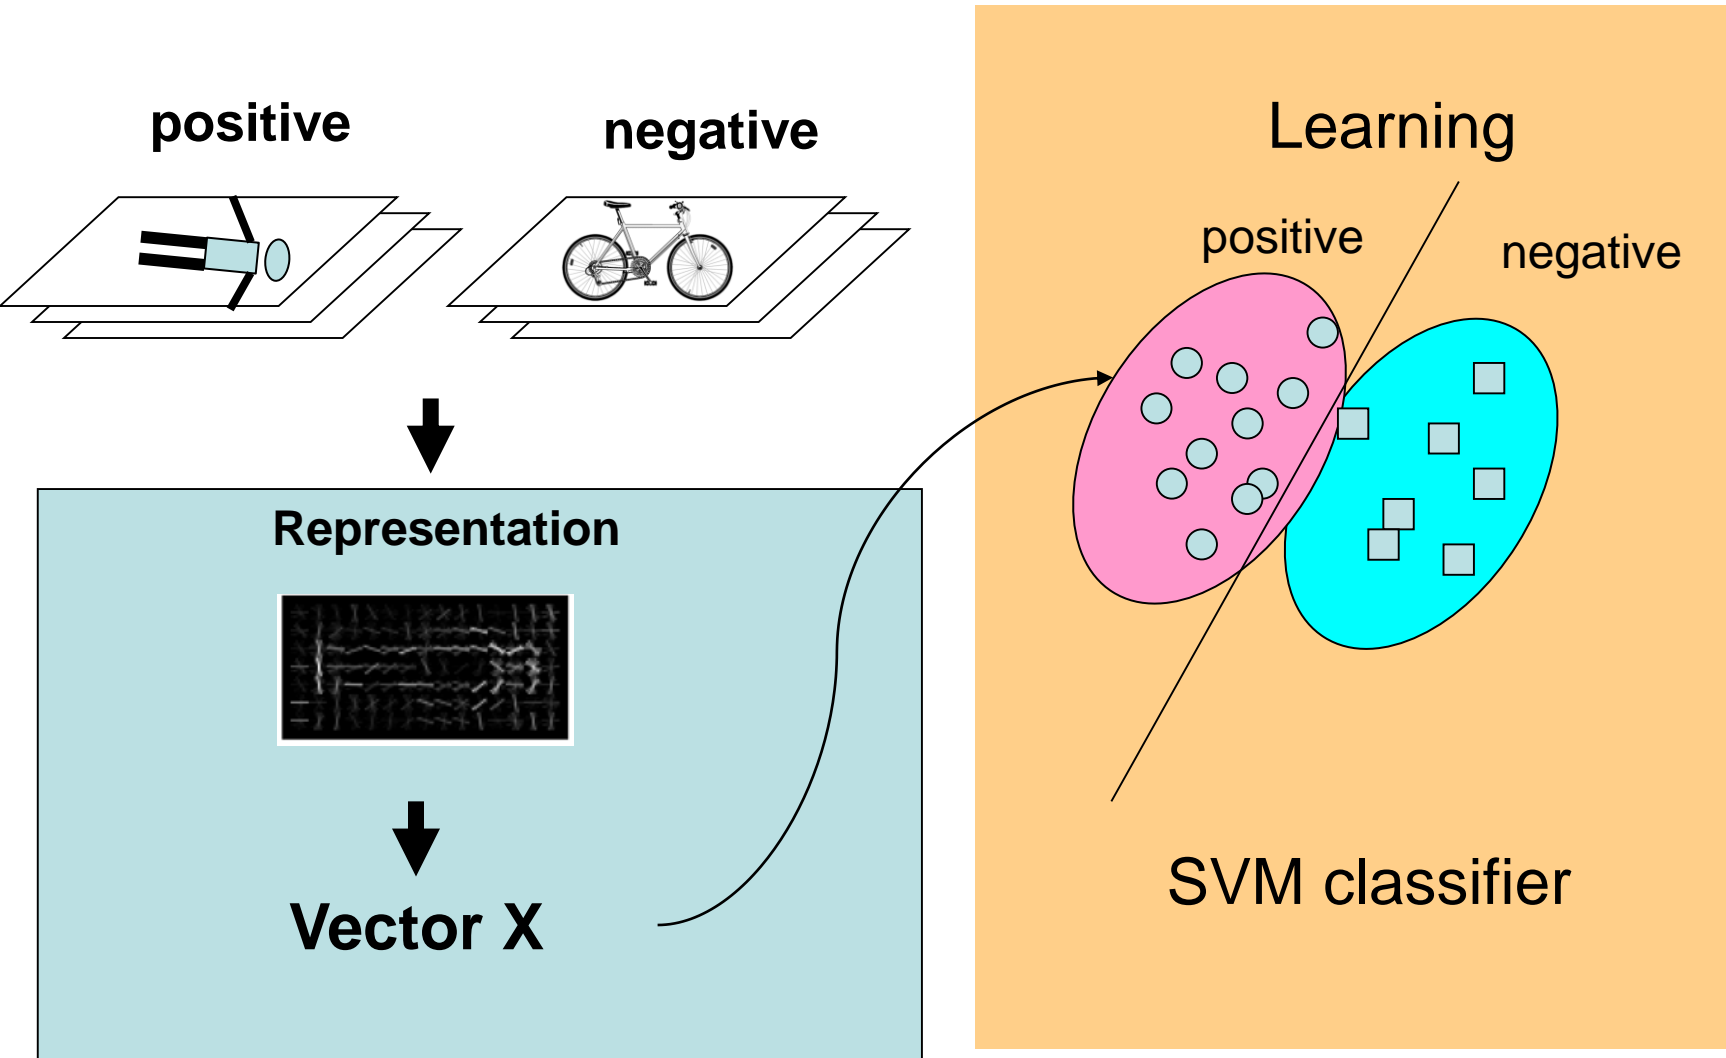 positive
negative
Representation
Vector X
Learning
positive
negative
SVM classifier